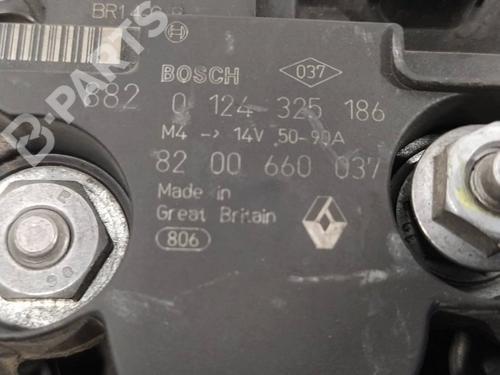 B-PARTS
BOSCH
037
882 0 124 325 186
M4 -> 14V 50-90A
82 00 660 037
Made in
Great Britain
806